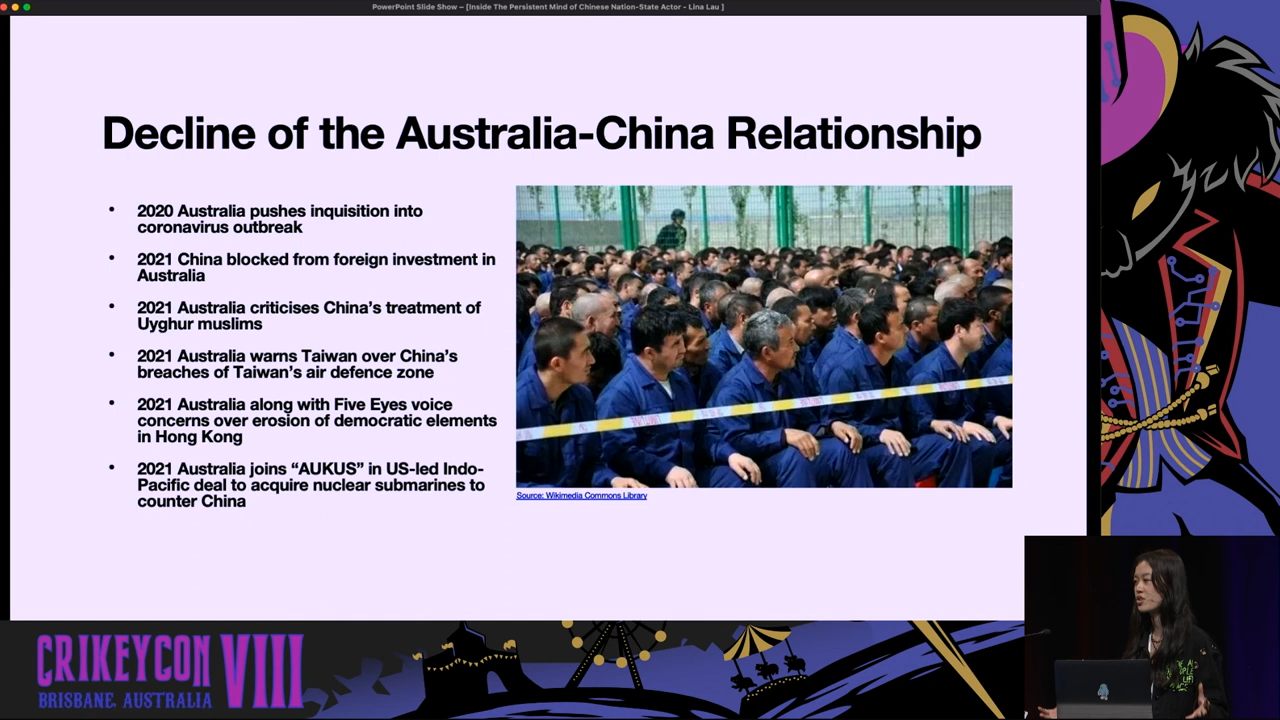 PowerPoint Slide Show – [Inside The Persistent Mind of Chinese Nation-State Actor - Lina Lau ]
Decline of the Australia-China Relationship
• 2020 Australia pushes inquisition into
coronavirus outbreak
• 2021 China blocked from foreign investment in
Australia
• 2021 Australia criticises China’s treatment of
Uyghur muslims
• 2021 Australia warns Taiwan over China’s
breaches of Taiwan’s air defence zone
• 2021 Australia along with Five Eyes voice
concerns over erosion of democratic elements
in Hong Kong
• 2021 Australia joins “AUKUS” in US-led Indo-
Pacific deal to acquire nuclear submarines to
counter China
Source: Wikimedia Commons Library
CRIKEYCON VIII
BRISBANE, AUSTRALIA